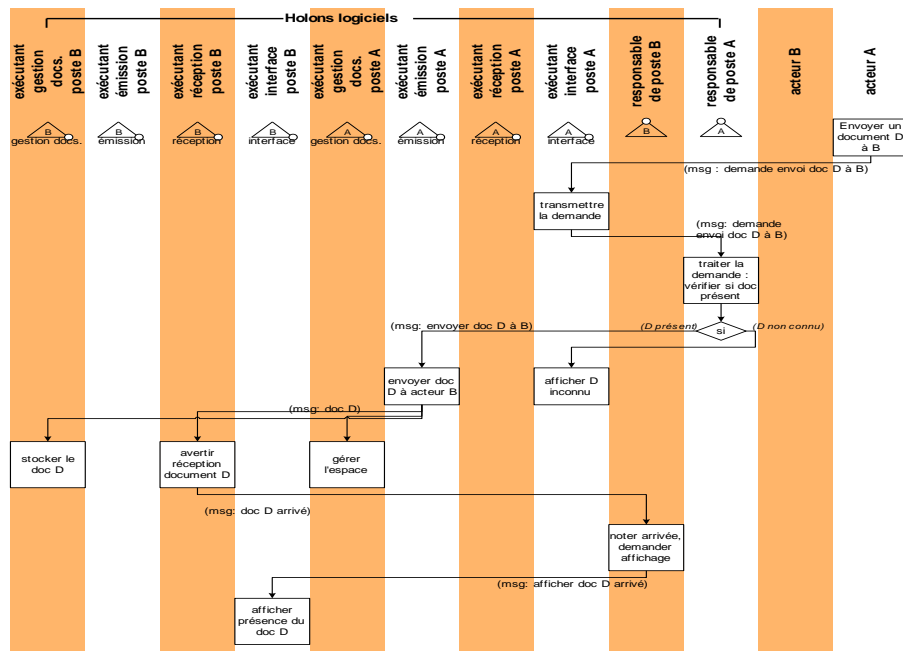 Holons logiciels
exécutant
gestion
docs.
poste B
exécutant
émission
poste B
exécutant
réception
poste B
exécutant
interface
poste B
exécutant
gestion
docs.
poste A
exécutant
émission
poste A
exécutant
réception
poste A
exécutant
interface
poste A
responsable
de poste B
responsable
de poste A
acteur B
acteur A
B
gestion docs.
B
émission
B
réception
B
interface
A
gestion docs.
A
émission
A
réception
A
interface
B
A
Envoyer un
document D
à B
(msg : demande envoi doc D à B)
transmettre
la demande
(msg: demande
envoi doc D à B)
traiter la
demande :
vérifier si doc
présent
(msg: envoyer doc D à B)
(D présent)
si
(D non connu)
envoyer doc
D à acteur B
afficher D
inconnu
(msg: doc D)
stocker le
doc D
avertir
réception
document D
gérer
l'espace
(msg: doc D arrivé)
noter arrivée,
demander
affichage
(msg: afficher doc D arrivé)
afficher
présence du
doc D